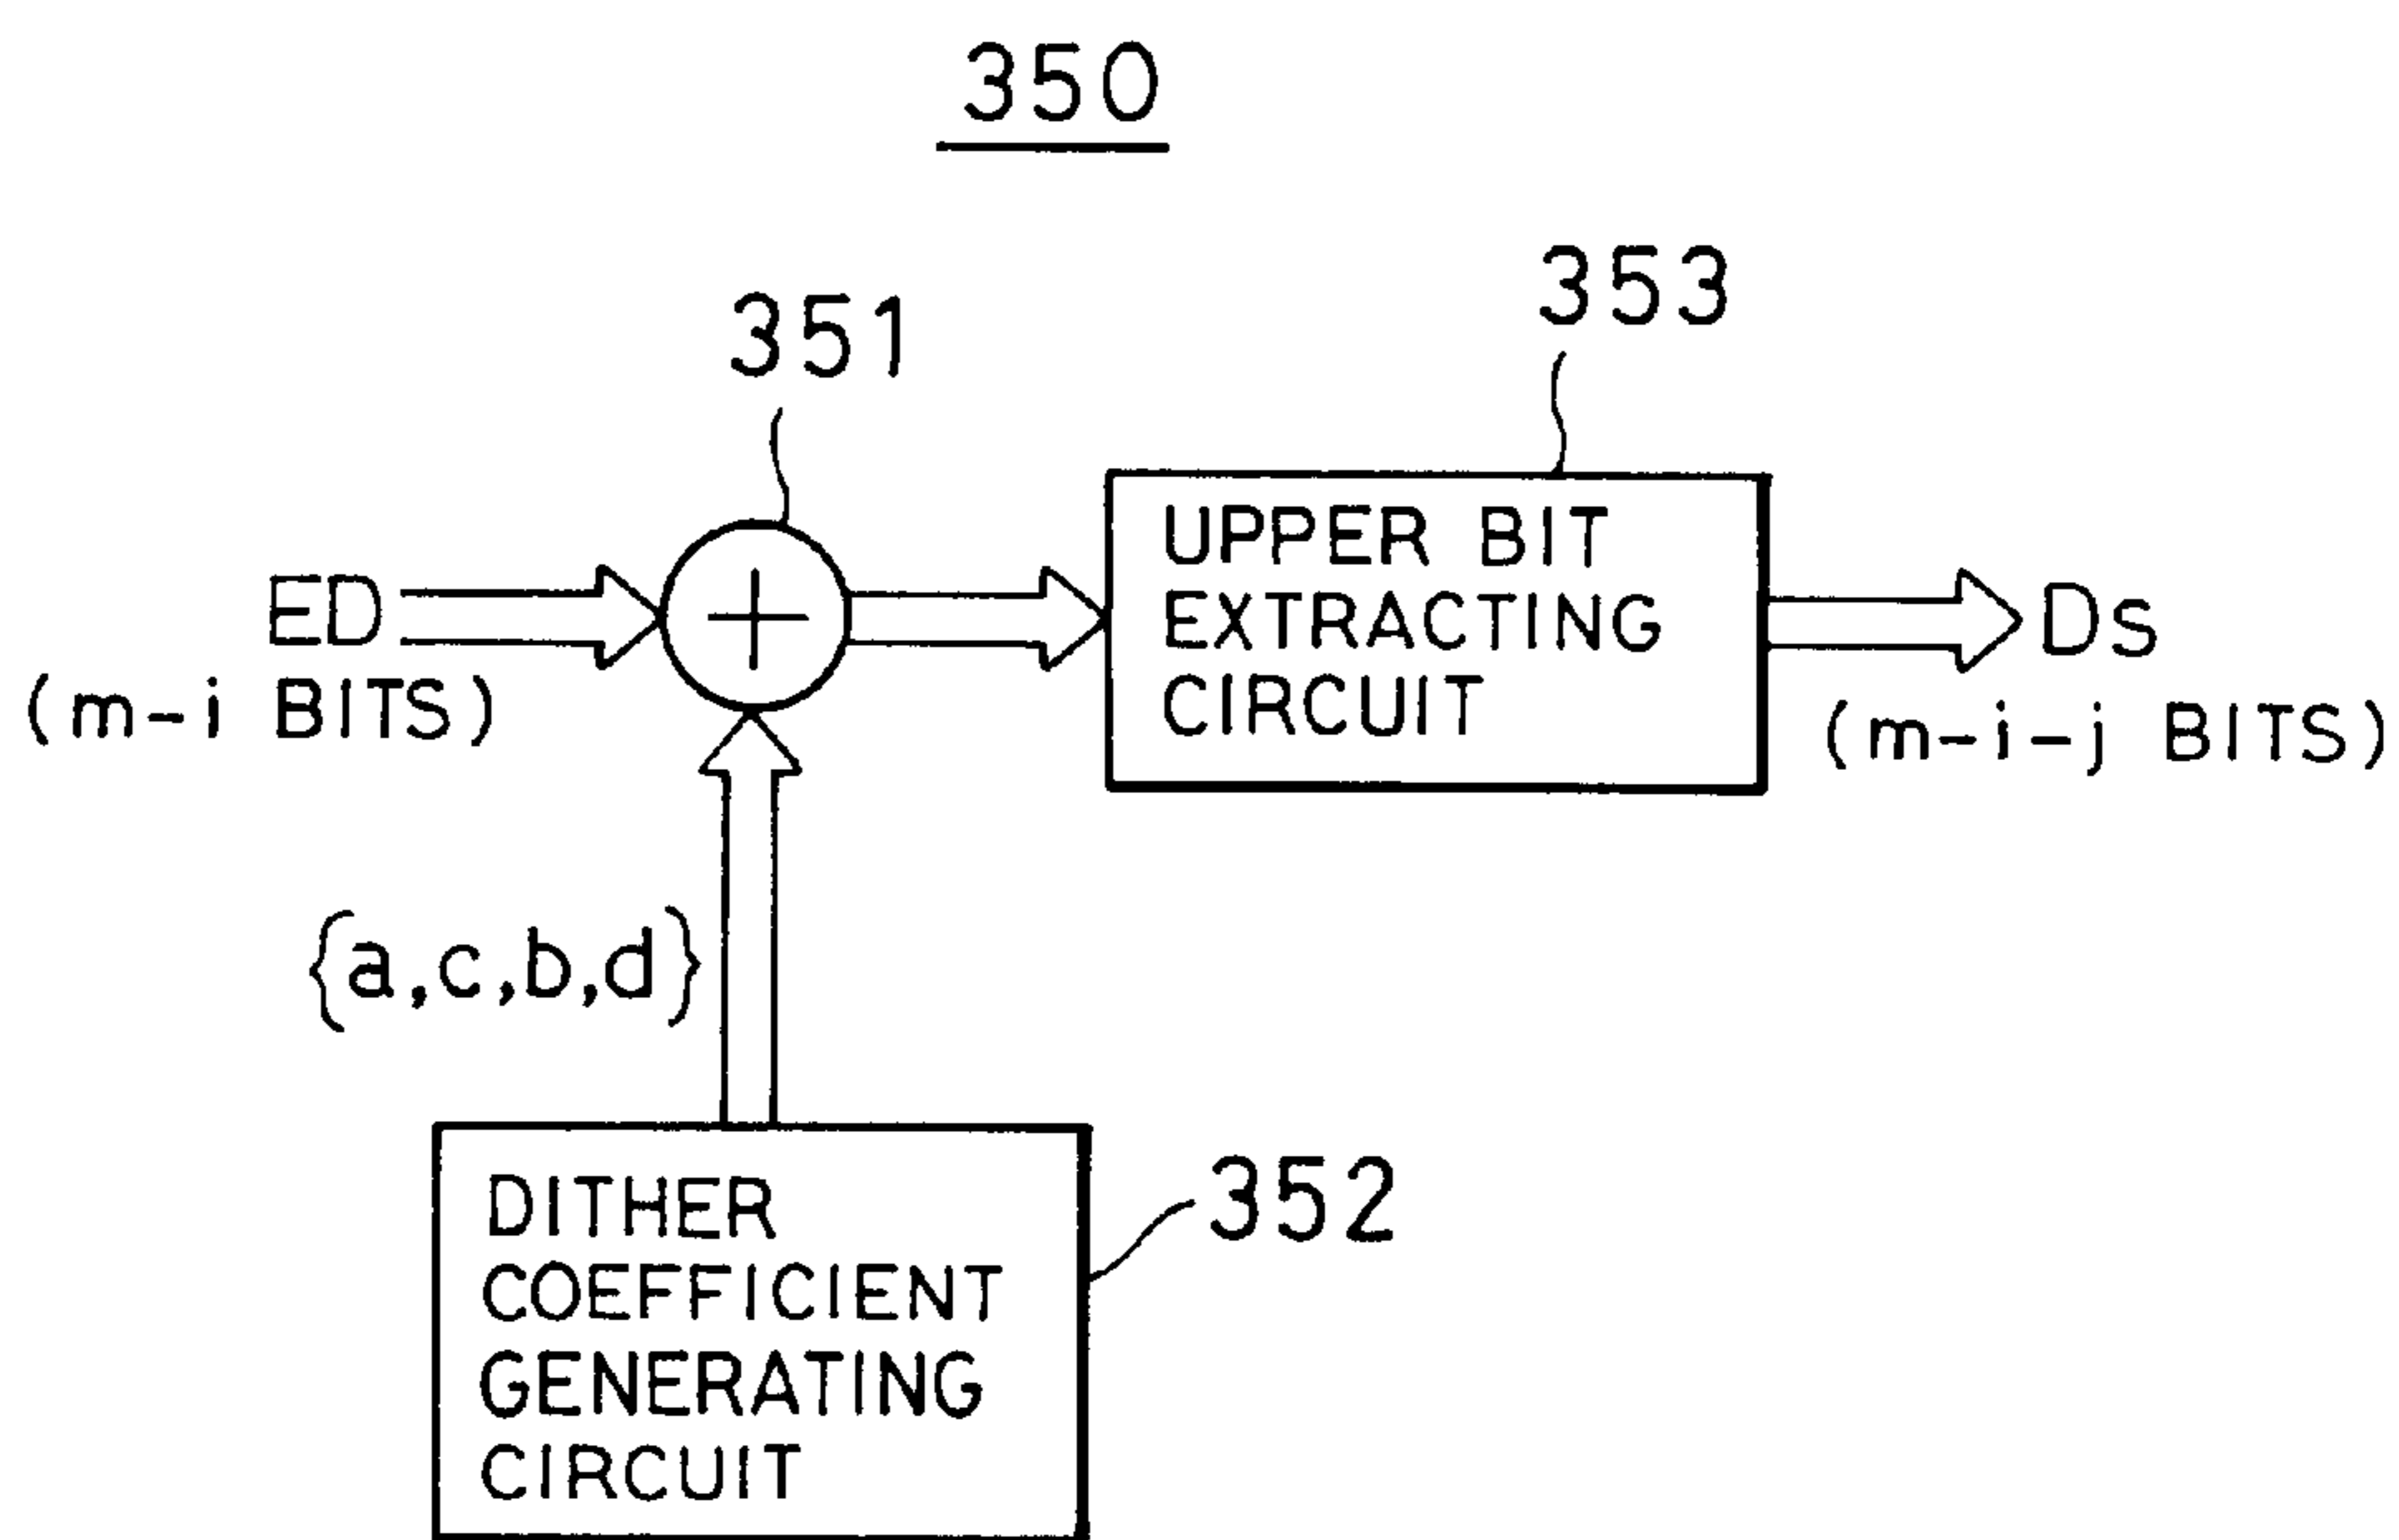 350
353
351
UPPER BIT
EXTRACTING
CIRCUIT
ED
(m-i BITS)
Ds
(m-i-j BITS)
{a,c,b,d}
352
DITHER
COEFFICIENT
GENERATING
CIRCUIT